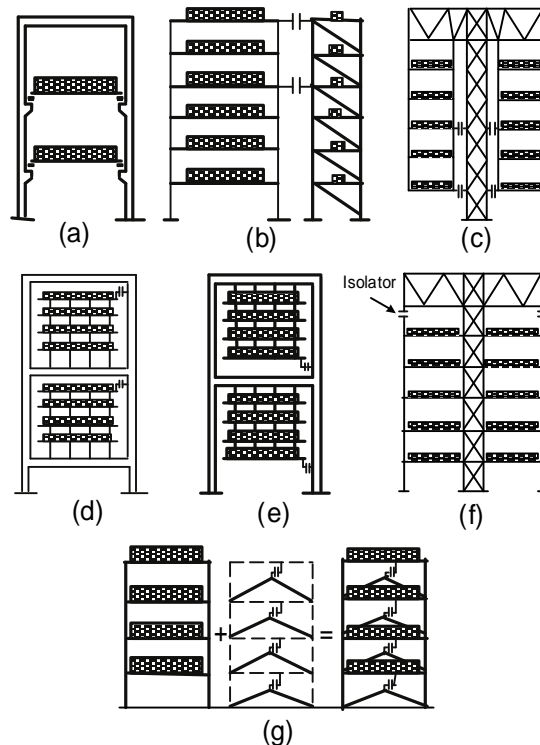 (a)
(b)
(c)
Isolator
(d)
(e)
(f)
+
=
(g)